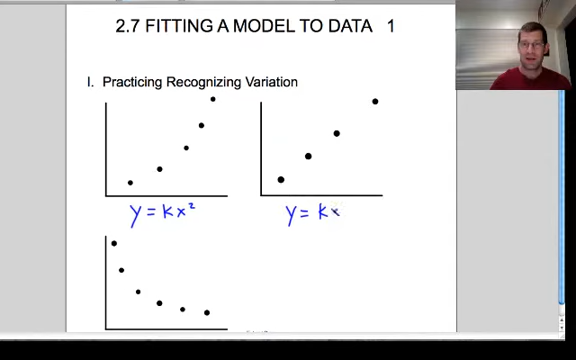 2.7 FITTING A MODEL TO DATA 1
I. Practicing Recognizing Variation
y = kx²
y = kx